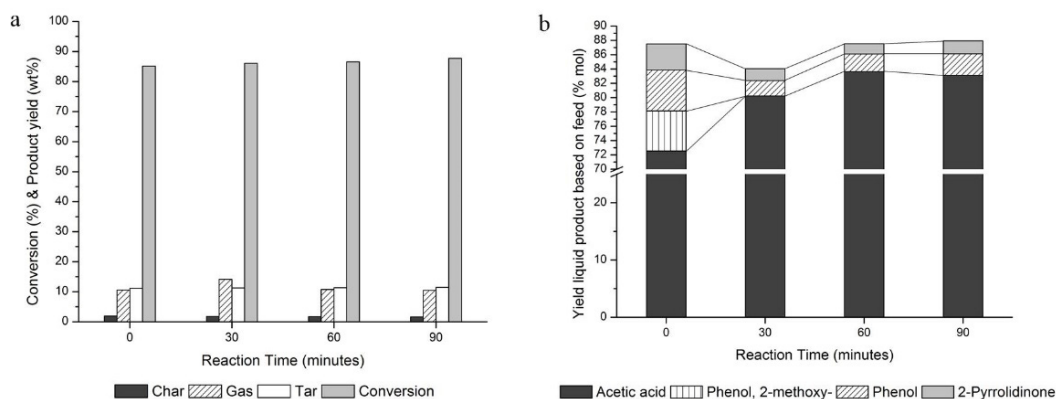 a
Conversion (%) & Product yield (wt%)
100
90
80
70
60
50
40
30
20
10
0
0 30 60 90
Reaction Time (minutes)
Char Gas Tar Conversion
b
Yield liquid product based on feed (% mol)
88
86
84
82
80
78
76
74
72
70
20
10
0
0 30 60 90
Reaction Time (minutes)
Acetic acid Phenol, 2-methoxy- Phenol 2-Pyrrolidinone